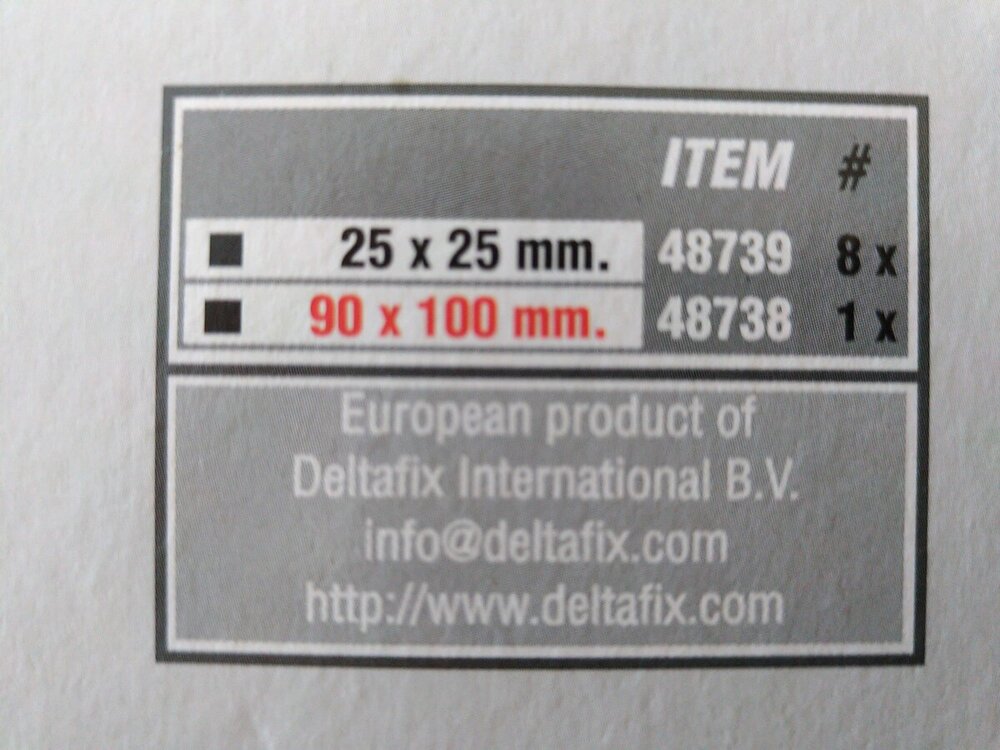 ITEM #
■ 25 x 25 mm. 48739 8 x
■ 90 x 100 mm. 48738 1 x
European product of
Deltafix International B.V.
info@deltafix.com
http://www.deltafix.com